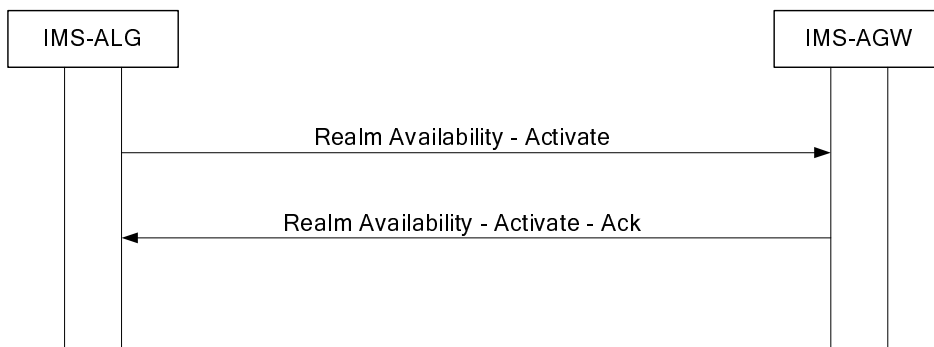 IMS-ALG
IMS-AGW
Realm Availability - Activate
Realm Availability - Activate - Ack